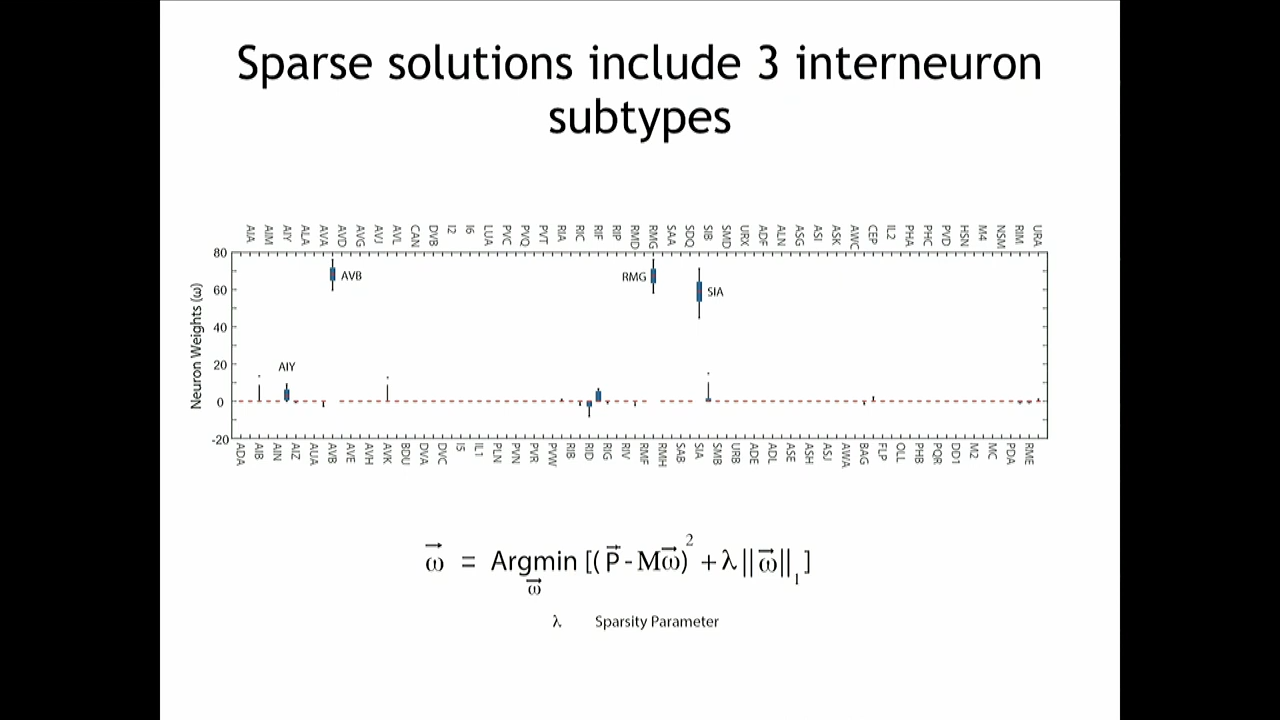 Sparse solutions include 3 interneuron
subtypes
AIA AIM AIY ALA AVA AVD AVG AVJ AVL CAN DVB I2 I6 LUA PVC PVQ PVT RIA RIC RIF RIP RMD RMG SAA SDQ SIB SMD URX ADF ALN ASG ASI ASK AWC CEP IL2 PHA PHC PVD HSN M4 NSM RIM URA
80
60
40
20
0
-20
Neuron Weights (ω)
AVB
RMG
SIA
AIY
ADA AIB AIN AIZ AUA AVB AVE AVH AVK BDU DVA DVC I5 IL1 PLN PVN PVR PVW RIB RID RIG RIV RMF RMH SAB SIA SMB URB ADE ADL ASE ASH ASJ AWA BAG FLP OLL PHB PQR DD1 M2 MC PDA RME
ω⃗ = Argmin [( P⃗ - Mω⃗)² + λ||ω⃗||₁ ]
ω⃗
λ Sparsity Parameter